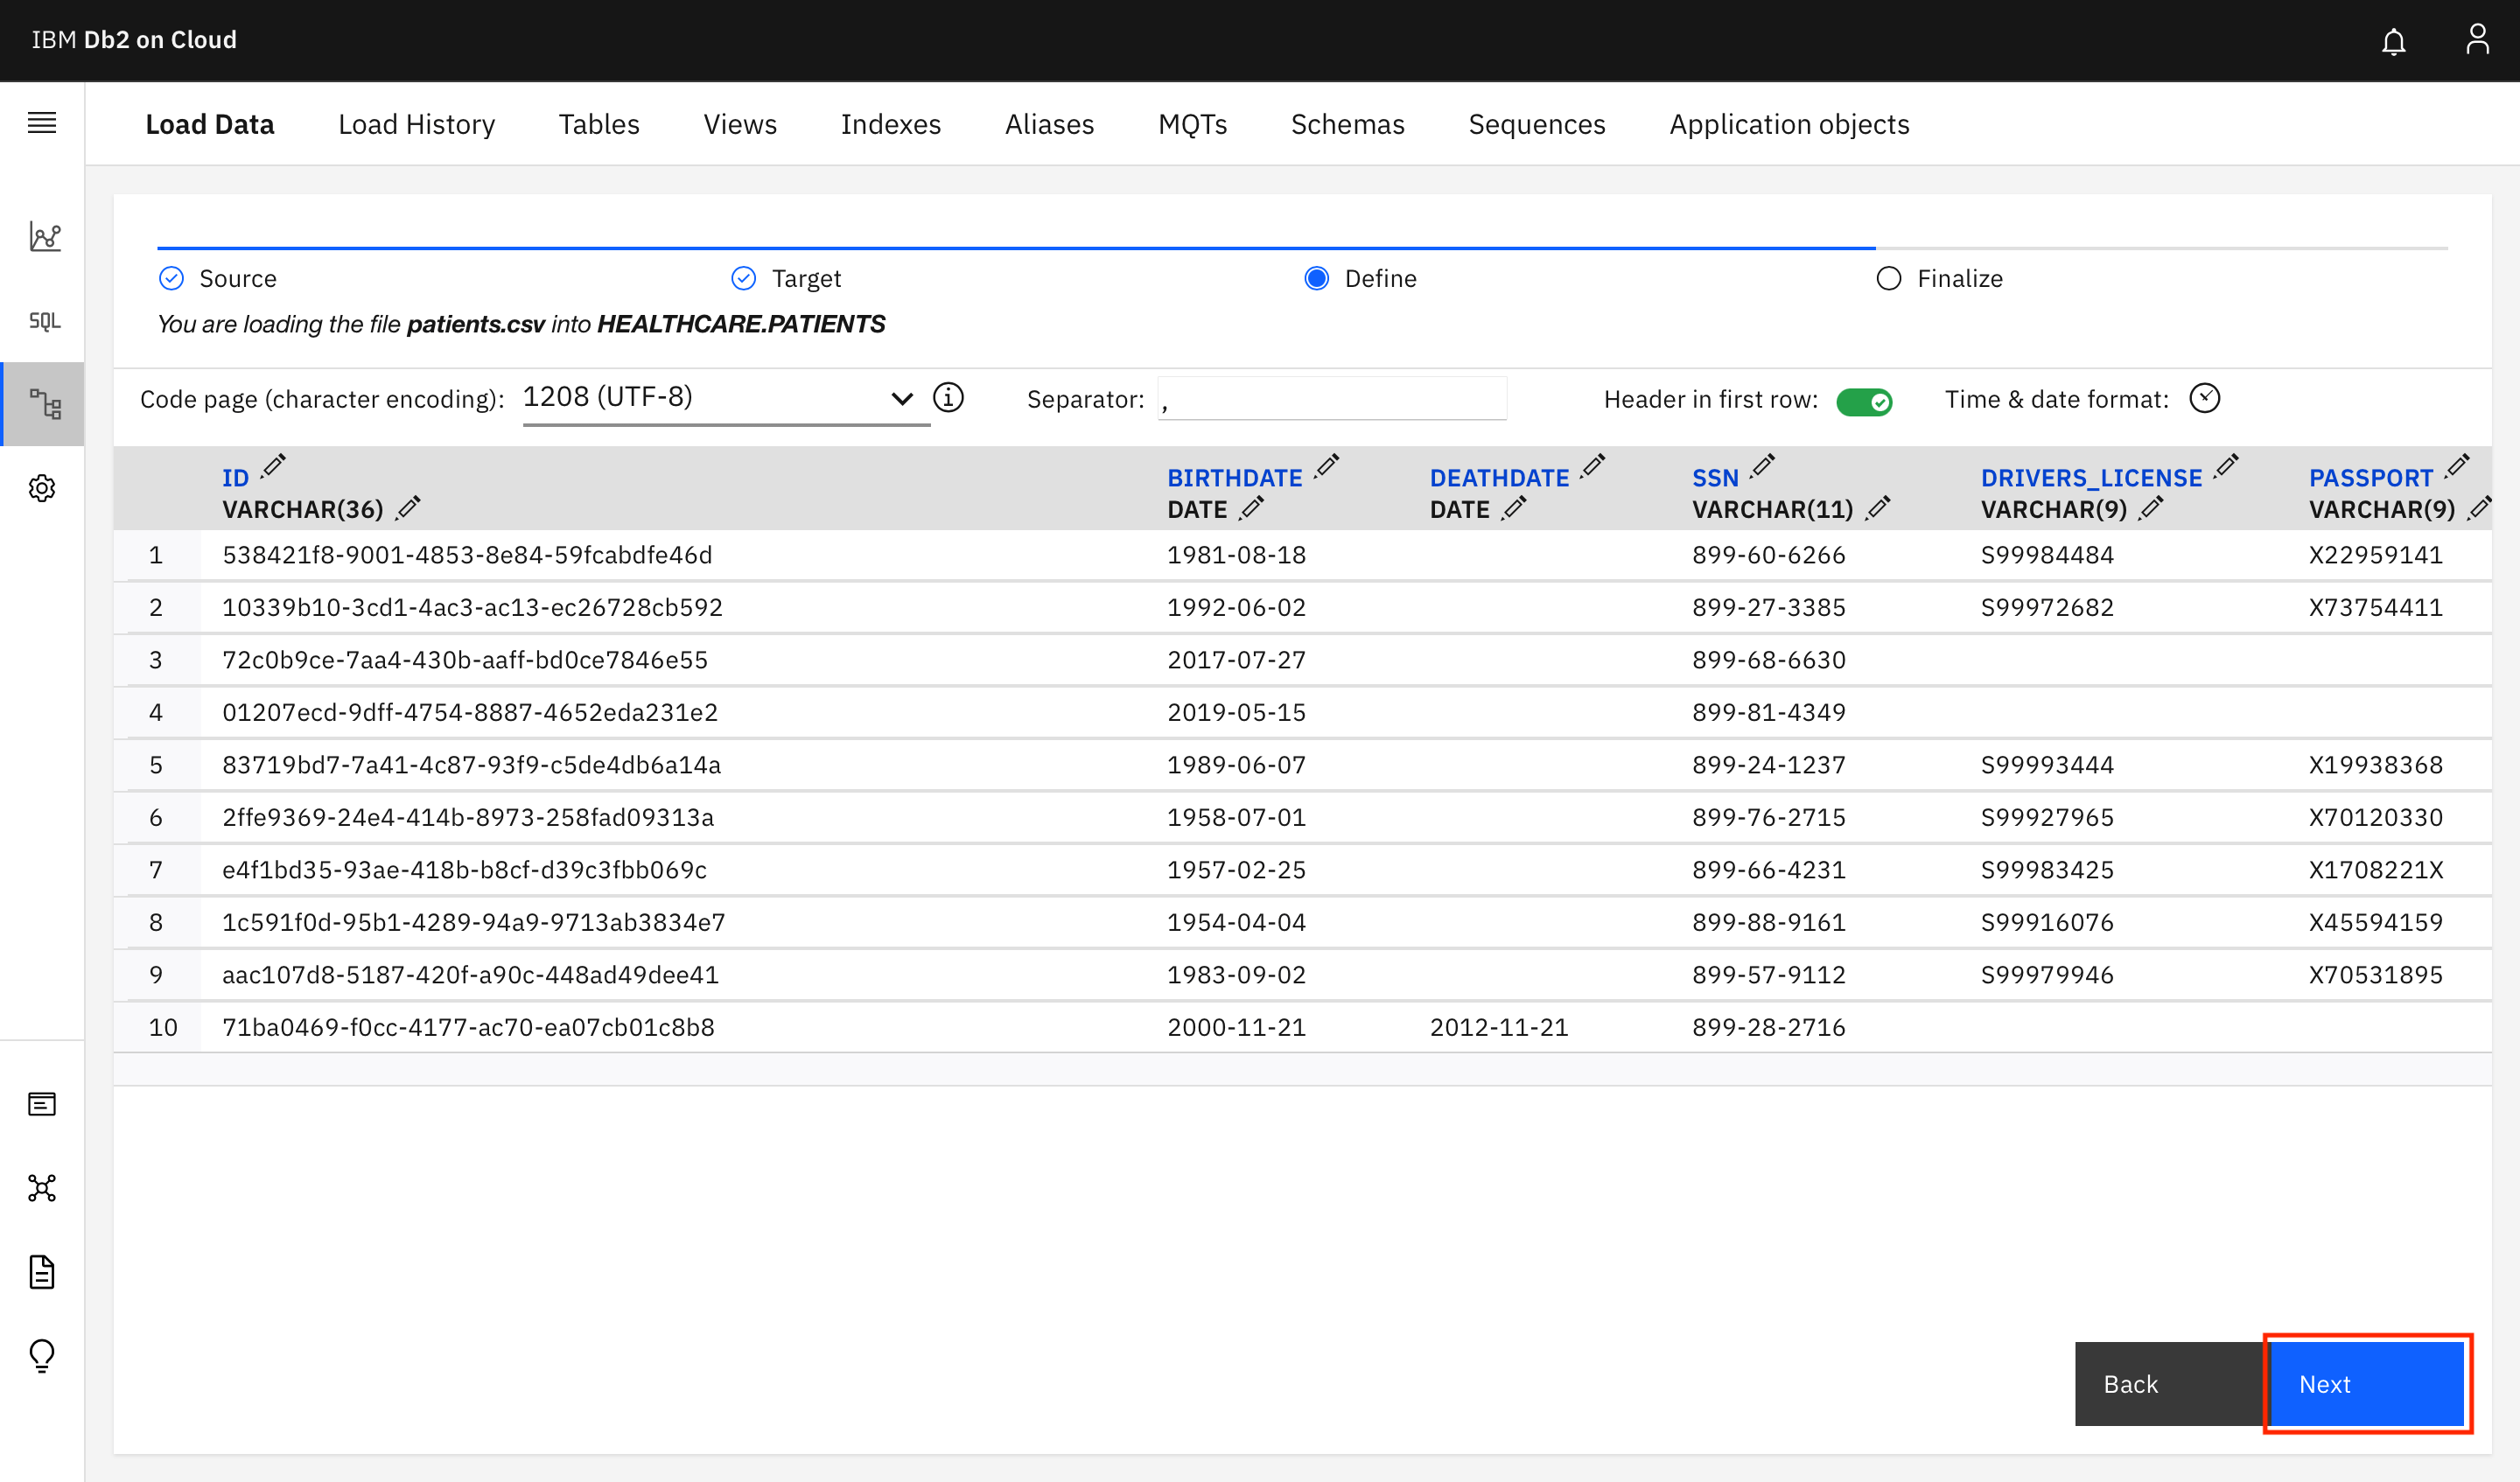 IBM Db2 on Cloud
Load Data Load History Tables Views Indexes Aliases MQTs Schemas Sequences Application objects
Source Target Define Finalize
You are loading the file patients.csv into HEALTHCARE.PATIENTS
SQL
Code page (character encoding): 1208 (UTF-8) Separator: , Header in first row: Time & date format:
ID BIRTHDATE DEATHDATE SSN DRIVERS_LICENSE PASSPORT
VARCHAR(36) DATE DATE VARCHAR(11) VARCHAR(9) VARCHAR(9)
1 538421f8-9001-4853-8e84-59fcabdfe46d 1981-08-18 899-60-6266 S99984484 X22959141
2 10339b10-3cd1-4ac3-ac13-ec26728cb592 1992-06-02 899-27-3385 S99972682 X73754411
3 72c0b9ce-7aa4-430b-aaff-bd0ce7846e55 2017-07-27 899-68-6630
4 01207ecd-9dff-4754-8887-4652eda231e2 2019-05-15 899-81-4349
5 83719bd7-7a41-4c87-93f9-c5de4db6a14a 1989-06-07 899-24-1237 S99993444 X19938368
6 2ffe9369-24e4-414b-8973-258fad09313a 1958-07-01 899-76-2715 S99927965 X70120330
7 e4f1bd35-93ae-418b-b8cf-d39c3fbb069c 1957-02-25 899-66-4231 S99983425 X1708221X
8 1c591f0d-95b1-4289-94a9-9713ab3834e7 1954-04-04 899-88-9161 S99916076 X45594159
9 aac107d8-5187-420f-a90c-448ad49dee41 1983-09-02 899-57-9112 S99979946 X70531895
10 71ba0469-f0cc-4177-ac70-ea07cb01c8b8 2000-11-21 2012-11-21 899-28-2716
Back Next